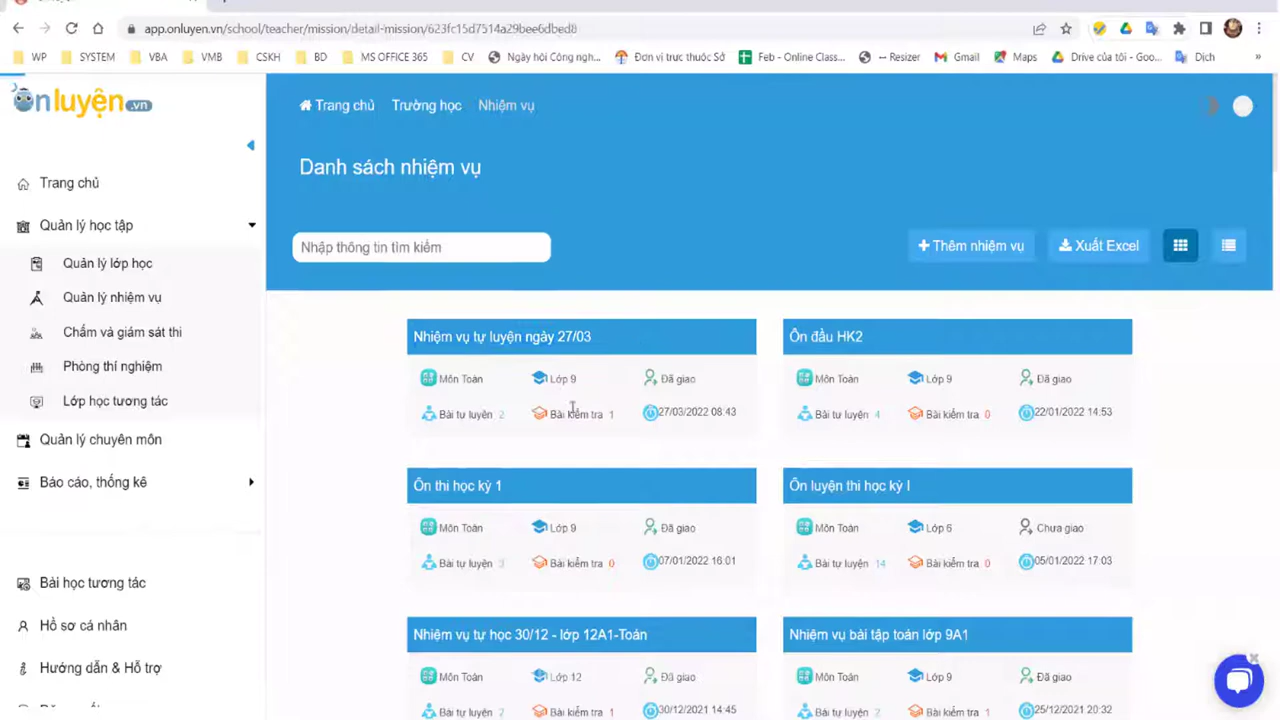 app.onluyen.vn/school/teacher/mission/detail-mission/623fc15d7514a29bee6dbed8
WP SYSTEM VBA VMB CSKH BD MS OFFICE 365 CV Ngày hội Công nghệ... Đơn vị trực thuộc Sở Feb - Online Class... -- Resizer Gmail Maps Drive của tôi - Goo... Dịch »
ôn luyện .vn
Trang chủ Trường học Nhiệm vụ
Danh sách nhiệm vụ
Nhập thông tin tìm kiếm
Thêm nhiệm vụ Xuất Excel
Trang chủ
Quản lý học tập
Quản lý lớp học
Quản lý nhiệm vụ
Chấm và giám sát thi
Phòng thí nghiệm
Lớp học tương tác
Quản lý chuyên môn
Báo cáo, thống kê
Bài học tương tác
Hồ sơ cá nhân
Hướng dẫn & Hỗ trợ
Nhiệm vụ tự luyện ngày 27/03
Môn Toán Lớp 9 Đã giao
Bài tự luyện 2 Bài kiểm tra 1 27/03/2022 08:43
Ôn đầu HK2
Môn Toán Lớp 9 Đã giao
Bài tự luyện 4 Bài kiểm tra 0 22/01/2022 14:53
Ôn thi học kỳ 1
Môn Toán Lớp 9 Đã giao
Bài tự luyện 3 Bài kiểm tra 0 07/01/2022 16:01
Ôn luyện thi học kỳ I
Môn Toán Lớp 6 Chưa giao
Bài tự luyện 14 Bài kiểm tra 0 05/01/2022 17:03
Nhiệm vụ tự học 30/12 - lớp 12A1-Toán
Môn Toán Lớp 12 Đã giao
Bài tự luyện 2 Bài kiểm tra 1 30/12/2021 14:45
Nhiệm vụ bài tập toán lớp 9A1
Môn Toán Lớp 9 Đã giao
Bài tự luyện 2 Bài kiểm tra 1 25/12/2021 20:32